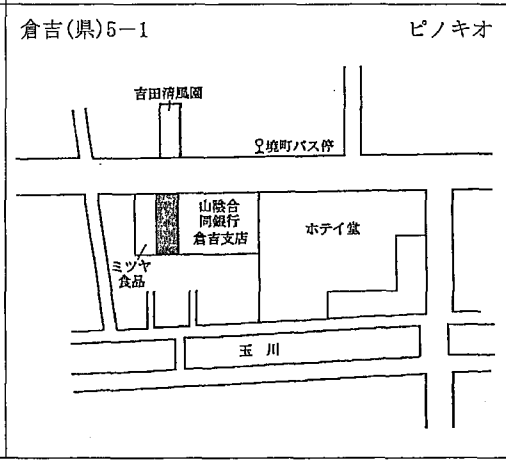 倉吉(県)5-1
ピノキオ
吉田清風園
境町バス停
山陰合
同銀行
倉吉支店
ホテイ堂
ミツヤ
食品
玉川